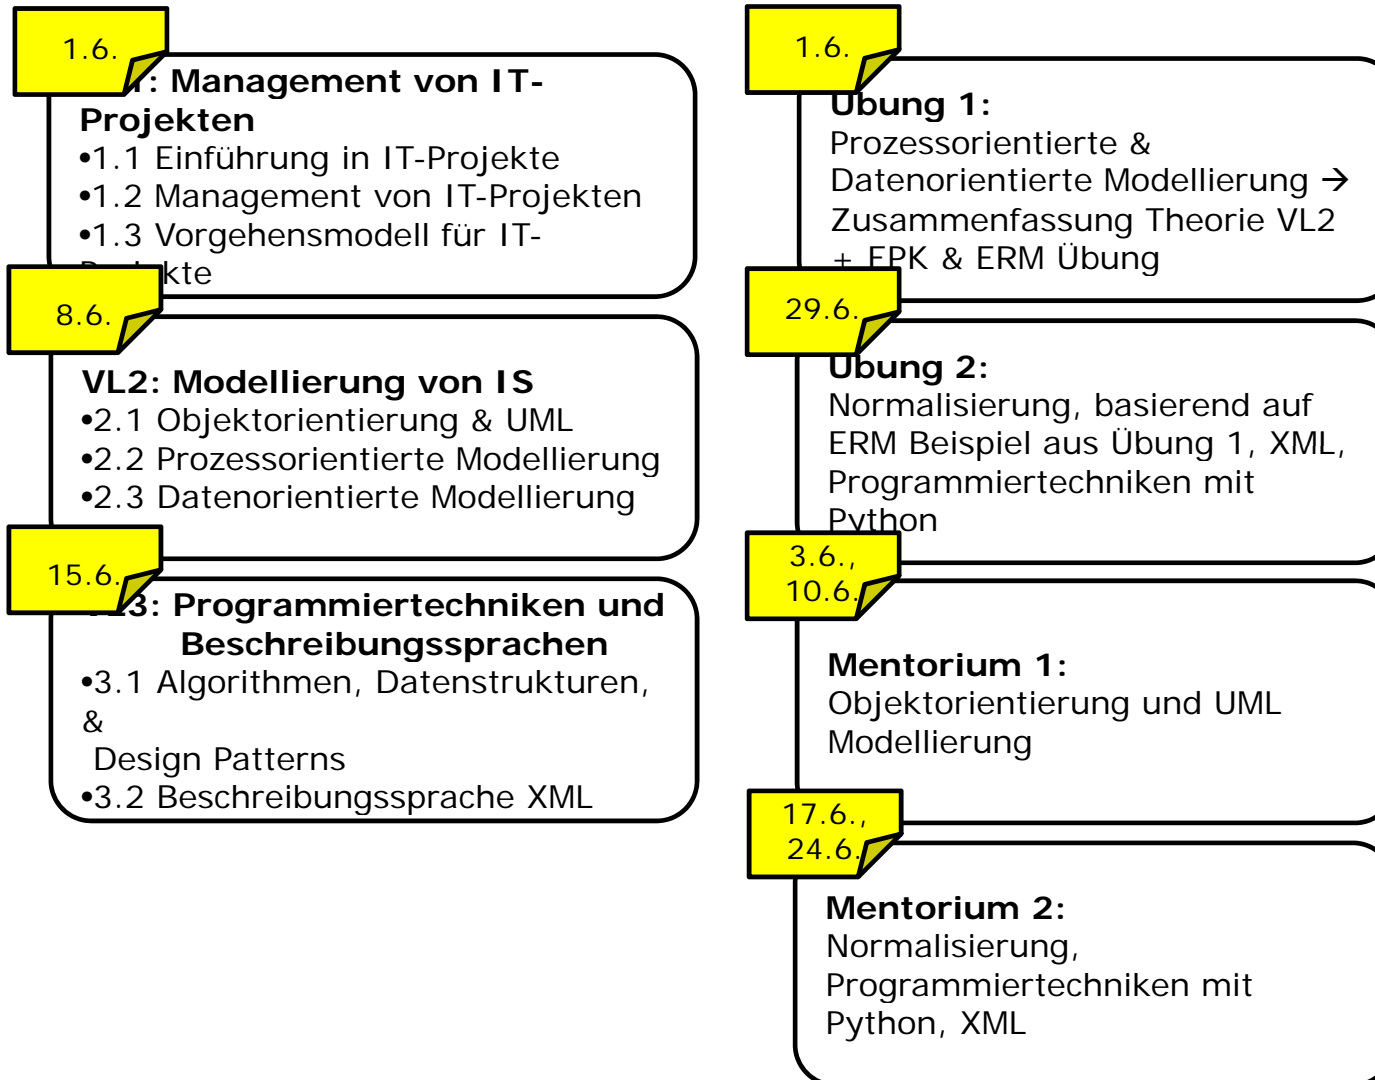 1.6.
: Management von IT-
Projekten
•1.1 Einführung in IT-Projekte
•1.2 Management von IT-Projekten
•1.3 Vorgehensmodell für IT-
kte
8.6.
VL2: Modellierung von IS
•2.1 Objektorientierung & UML
•2.2 Prozessorientierte Modellierung
•2.3 Datenorientierte Modellierung
15.6.
3: Programmiertechniken und
Beschreibungssprachen
•3.1 Algorithmen, Datenstrukturen,
&
Design Patterns
•3.2 Beschreibungssprache XML
1.6.
Übung 1:
Prozessorientierte &
Datenorientierte Modellierung →
Zusammenfassung Theorie VL2
+ EPK & ERM Übung
29.6.
Übung 2:
Normalisierung, basierend auf
ERM Beispiel aus Übung 1, XML,
Programmiertechniken mit
Python
3.6.,
10.6.
Mentorium 1:
Objektorientierung und UML
Modellierung
17.6.,
24.6.
Mentorium 2:
Normalisierung,
Programmiertechniken mit
Python, XML